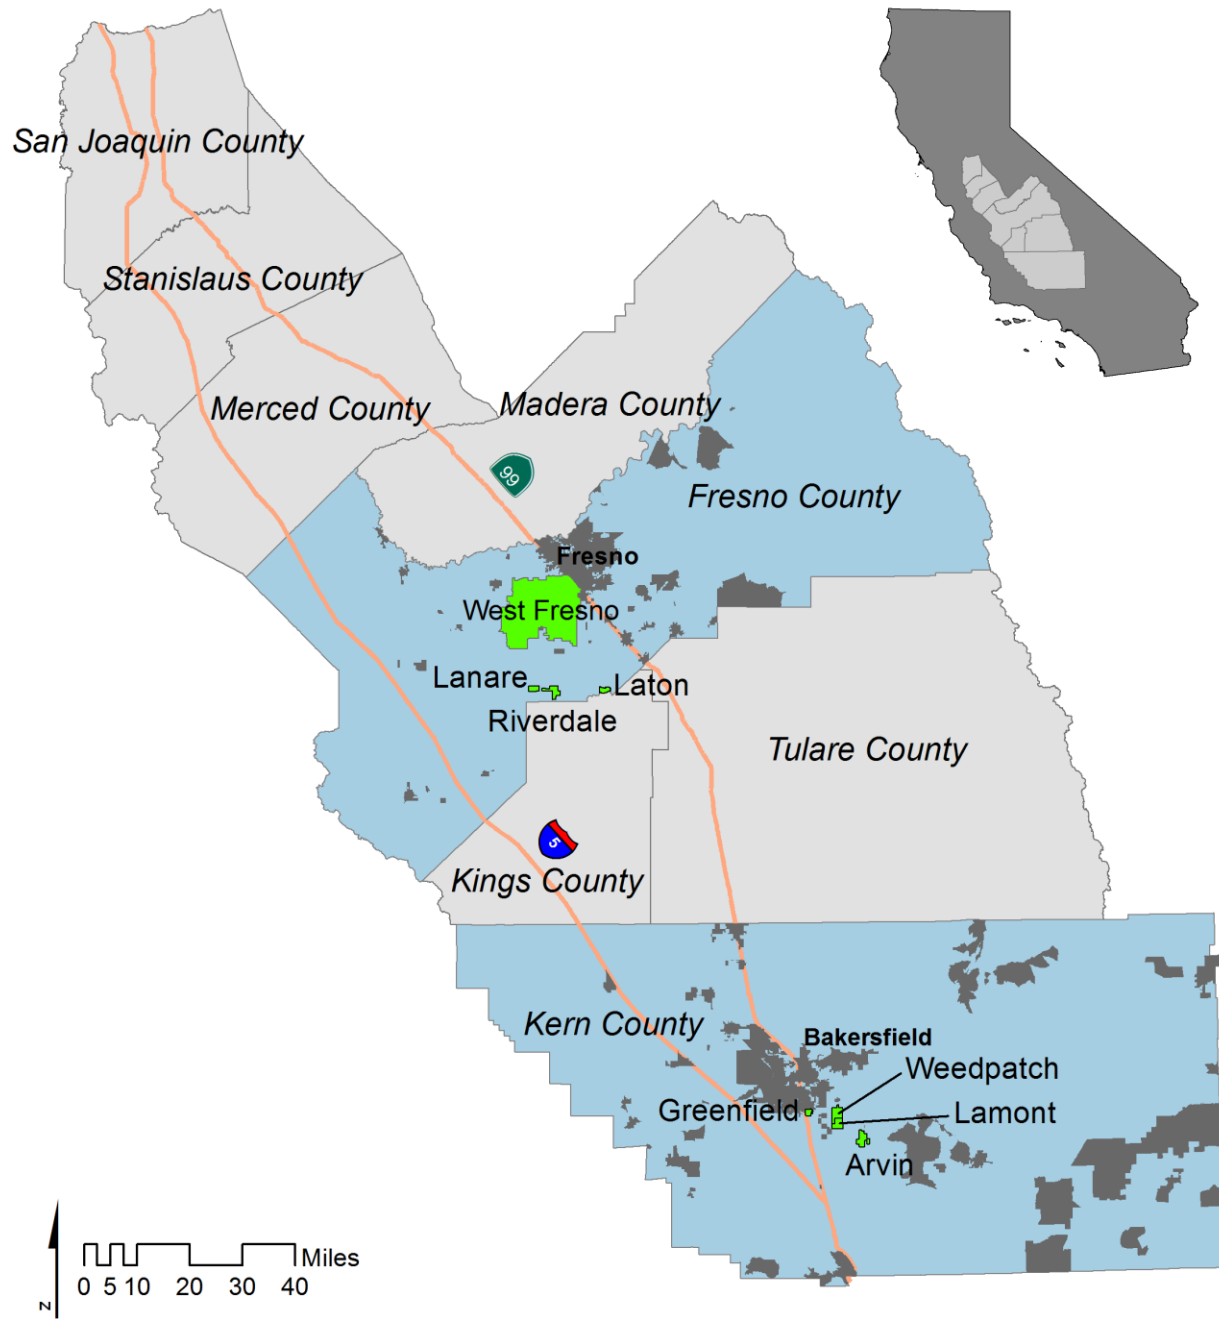 San Joaquin County
Stanislaus County
Merced County
Madera County
99
Fresno County
Fresno
West Fresno
Lanare
Laton
Riverdale
Tulare County
5
Kings County
Kern County
Bakersfield
Weedpatch
Greenfield
Lamont
Arvin
Miles
0 5 10 20 30 40
N